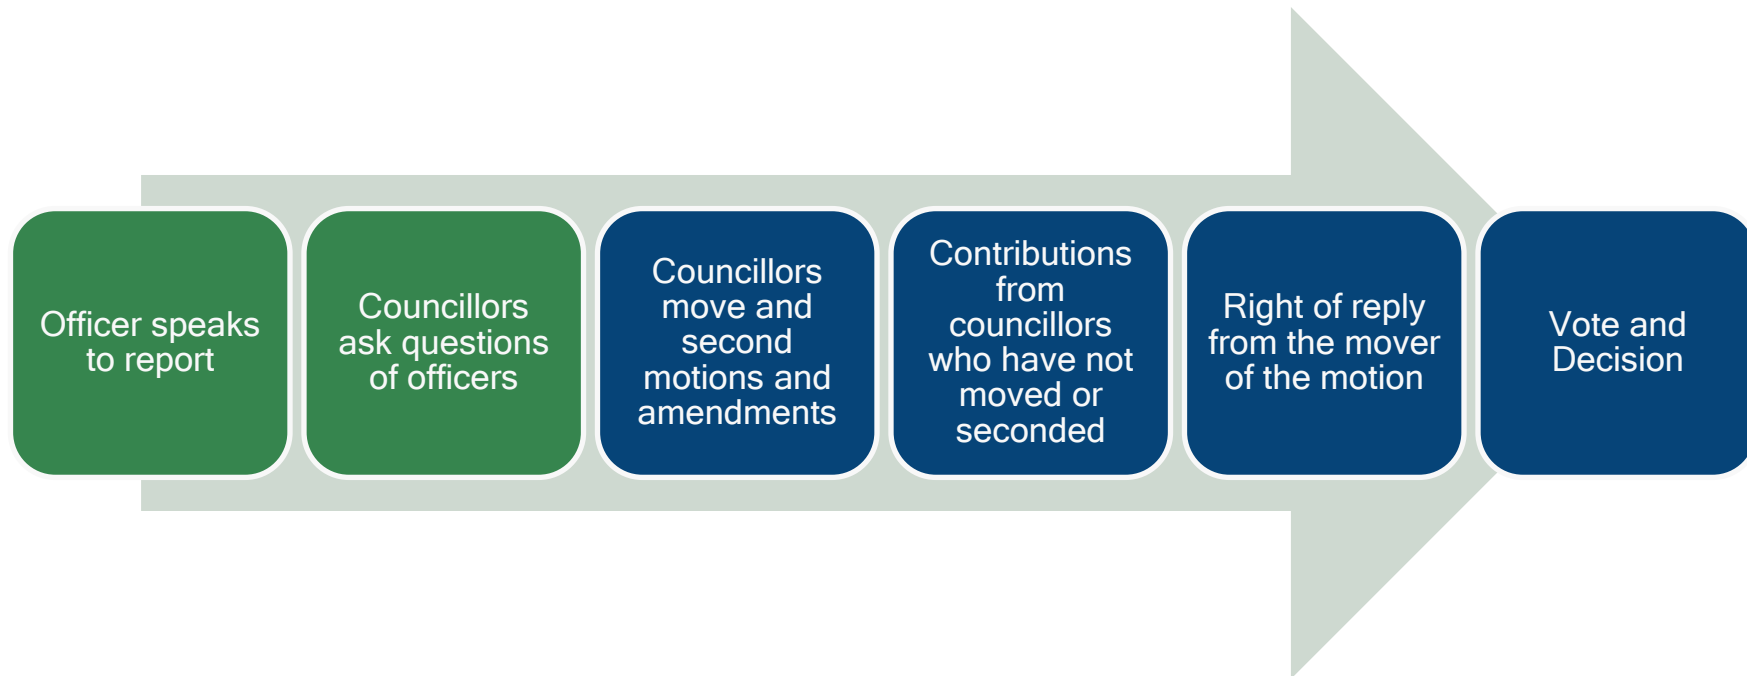 Officer speaks
to report
Councillors
ask questions
of officers
Councillors
move and
second
motions and
amendments
Contributions
from
councillors
who have not
moved or
seconded
Right of reply
from the mover
of the motion
Vote and
Decision